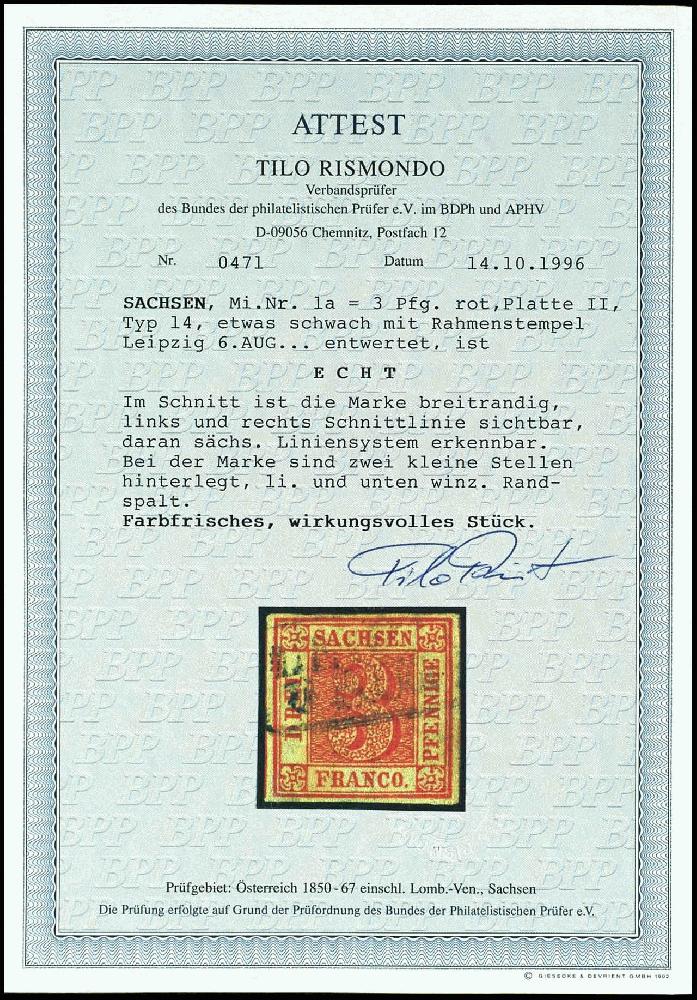 ATTEST
TILO RISMONDO
Verbandsprüfer
des Bundes der philatelistischen Prüfer e.V. im BDPh und APHV
D-09056 Chemnitz, Postfach 12
Nr. 0471 Datum 14.10.1996
SACHSEN, Mi.Nr. 1a = 3 Pfg. rot,Platte II,
Typ 14, etwas schwach mit Rahmenstempel
Leipzig 6.AUG... entwertet, ist
E C H T
Im Schnitt ist die Marke breitrandig,
links und rechts Schnittlinie sichtbar,
daran sächs. Liniensystem erkennbar.
Bei der Marke sind zwei kleine Stellen
hinterlegt, li. und unten winz. Rand-
spalt.
Farbfrisches, wirkungsvolles Stück.
SACHSEN
3
PFENNIGE
FRANCO.
Prüfgebiet: Österreich 1850-67 einschl. Lomb.-Ven., Sachsen
Die Prüfung erfolgte auf Grund der Prüfordnung des Bundes der Philatelistischen Prüfer e.V.
© GIESECKE & DEVRIENT GMBH